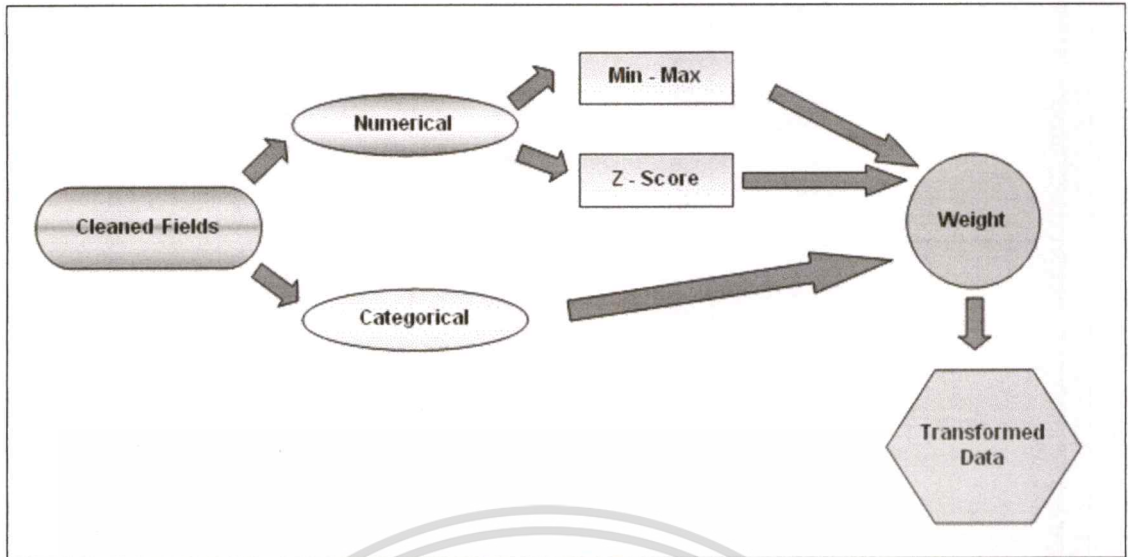 Min - Max
Numerical
Z - Score
Cleaned Fields
Weight
Categorical
Transformed
Data